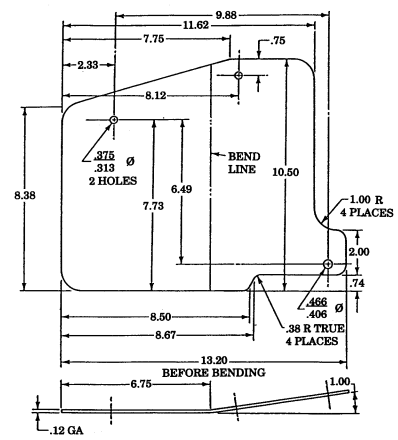 9.88
11.62
7.75
.75
2.33
8.12
.375
.313 Ø
2 HOLES
BEND
LINE
10.50
6.49
7.73
8.38
1.00 R
4 PLACES
2.00
.74
.466
.406 Ø
.38 R TRUE
4 PLACES
8.50
8.67
13.20
BEFORE BENDING
6.75
1.00
.12 GA